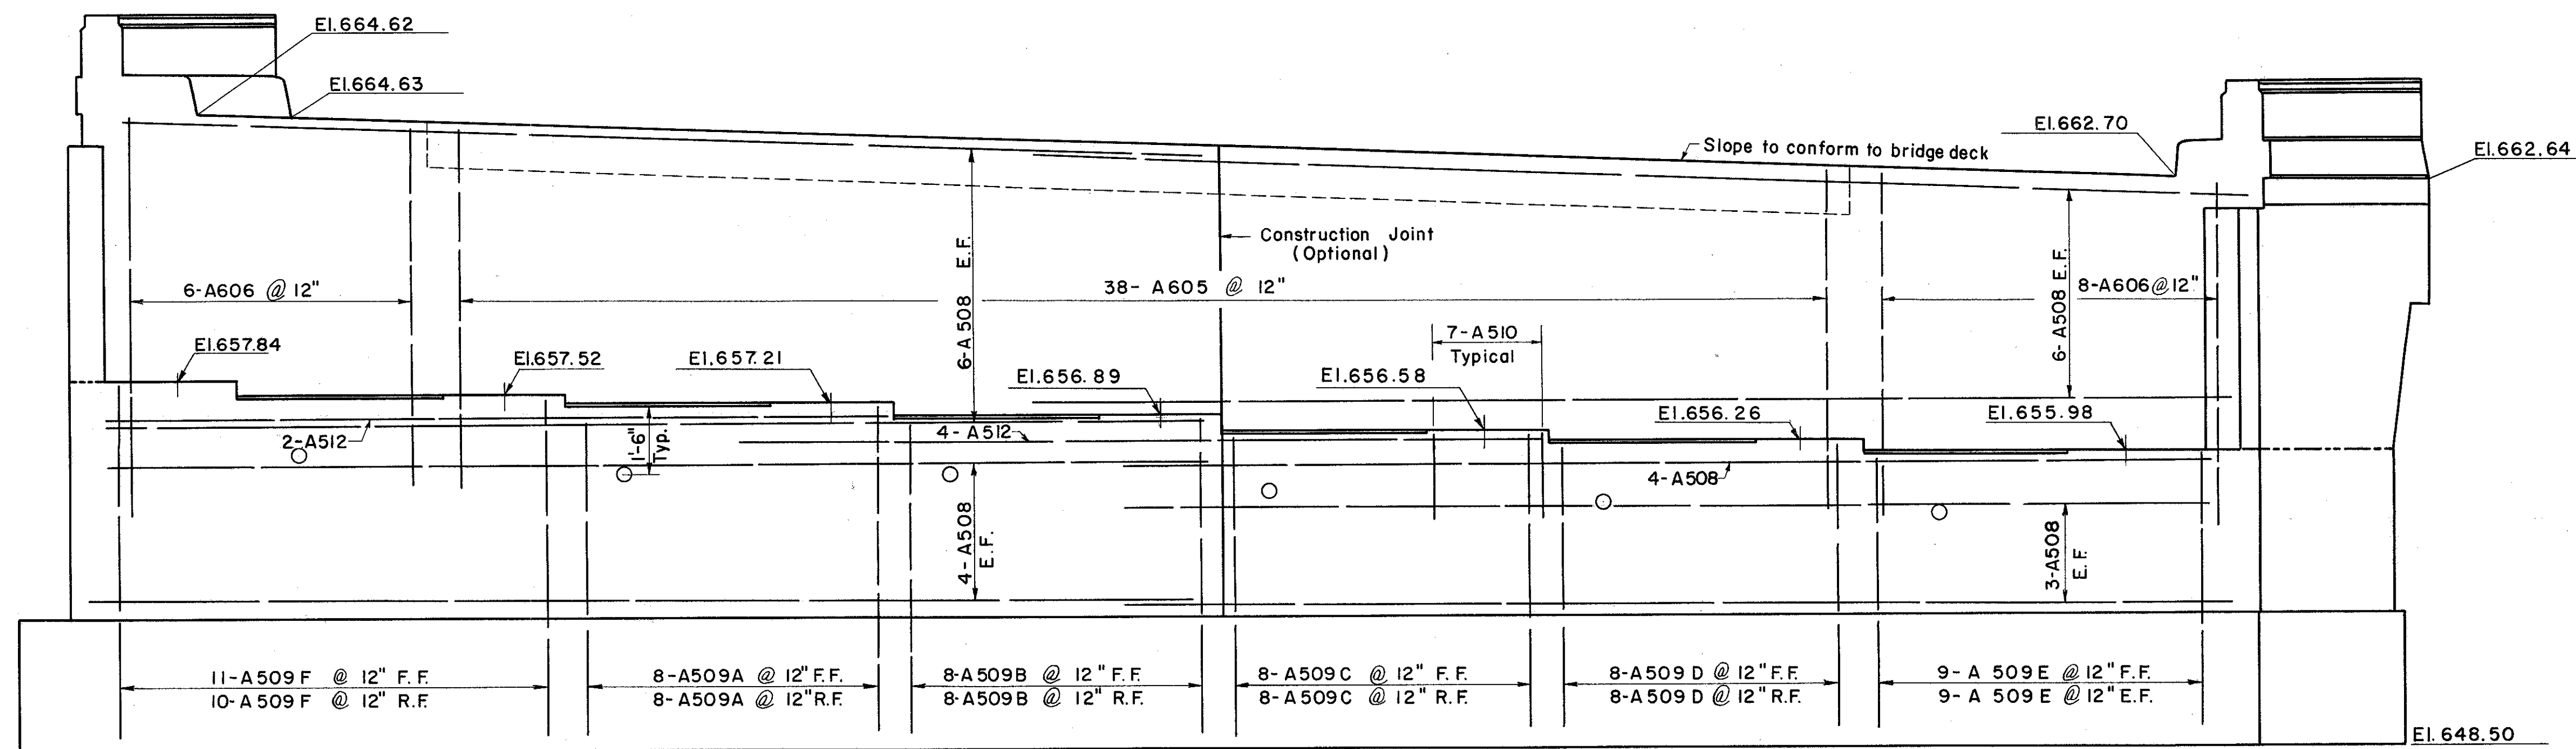 El.664.62
El.664.63
El.662.70
El.662.64
Slope to conform to bridge deck
Construction Joint
(Optional)
6-A606 @ 12"
6-A508 E.F.
38- A605 @ 12"
6-A508 E.F.
8-A606@12"
7-A510
Typical
El.657.84
El.657.52
El.657.21
El.656.89
El.656.58
El.656.26
El.655.98
2-A512
1'-6"
Typ.
4-A512
4-A508
4-A508
E.F.
3-A508
E.F.
11-A509F @ 12" F.F.
10-A509F @ 12" R.F.
8-A509A @ 12" F.F.
8-A509A @ 12" R.F.
8-A509B @ 12" F.F.
8-A509B @ 12" R.F.
8-A509C @ 12" F.F.
8-A509C @ 12" R.F.
8-A509D @ 12" F.F.
8-A509D @ 12" R.F.
9-A 509E @ 12" F.F.
9-A 509E @ 12" E.F.
El.648.50